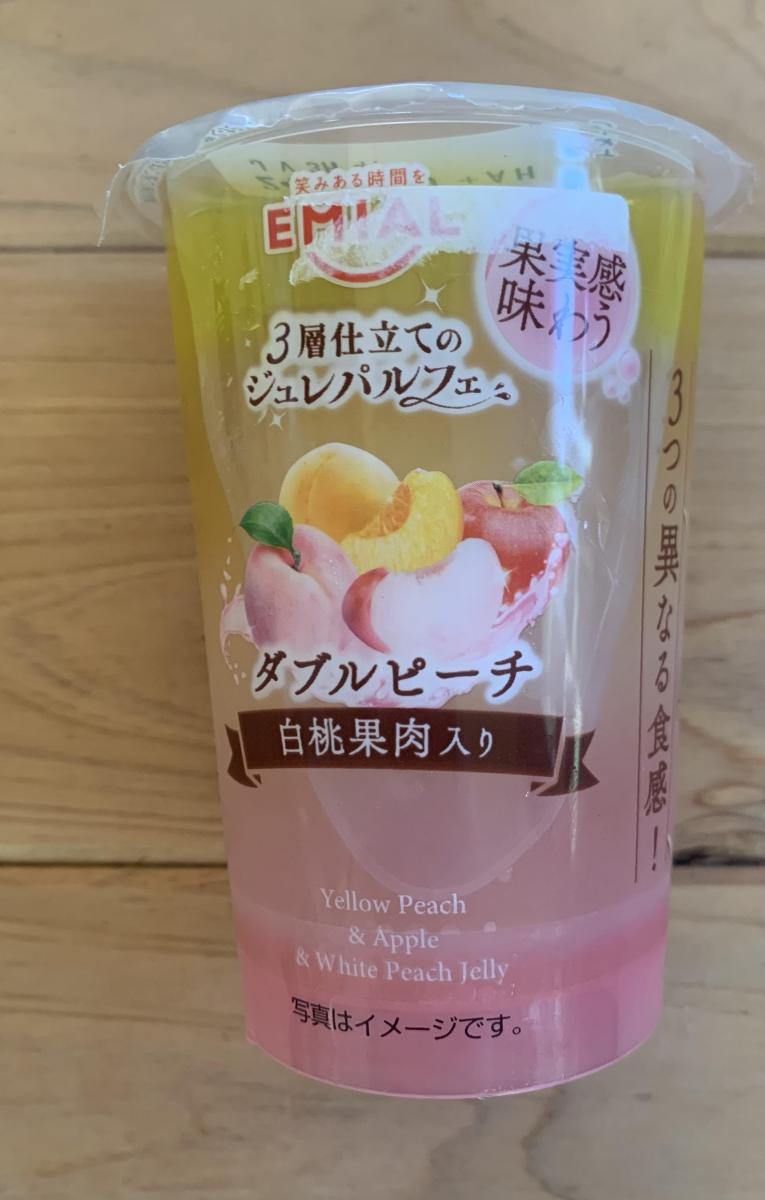 笑みある時間を
EMIAL
果実感
味わう
3層仕立ての
ジュレパルフェ
3つの異なる食感！
ダブルピーチ
白桃果肉入り
Yellow Peach
& Apple
& White Peach Jelly
写真はイメージです。